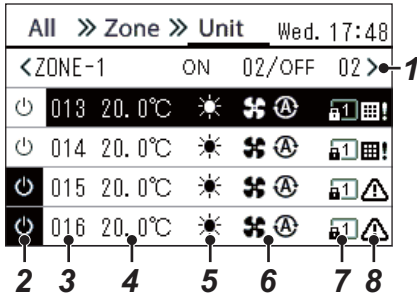 All » Zone » Unit Wed. 17:48
<ZONE-1 ON 02/OFF 02> 1
013 20.0℃ A 1 !
014 20.0℃ A 1 !
015 20.0℃ A 1 !
016 20.0℃ A 1 !
2 3 4 5 6 7 8